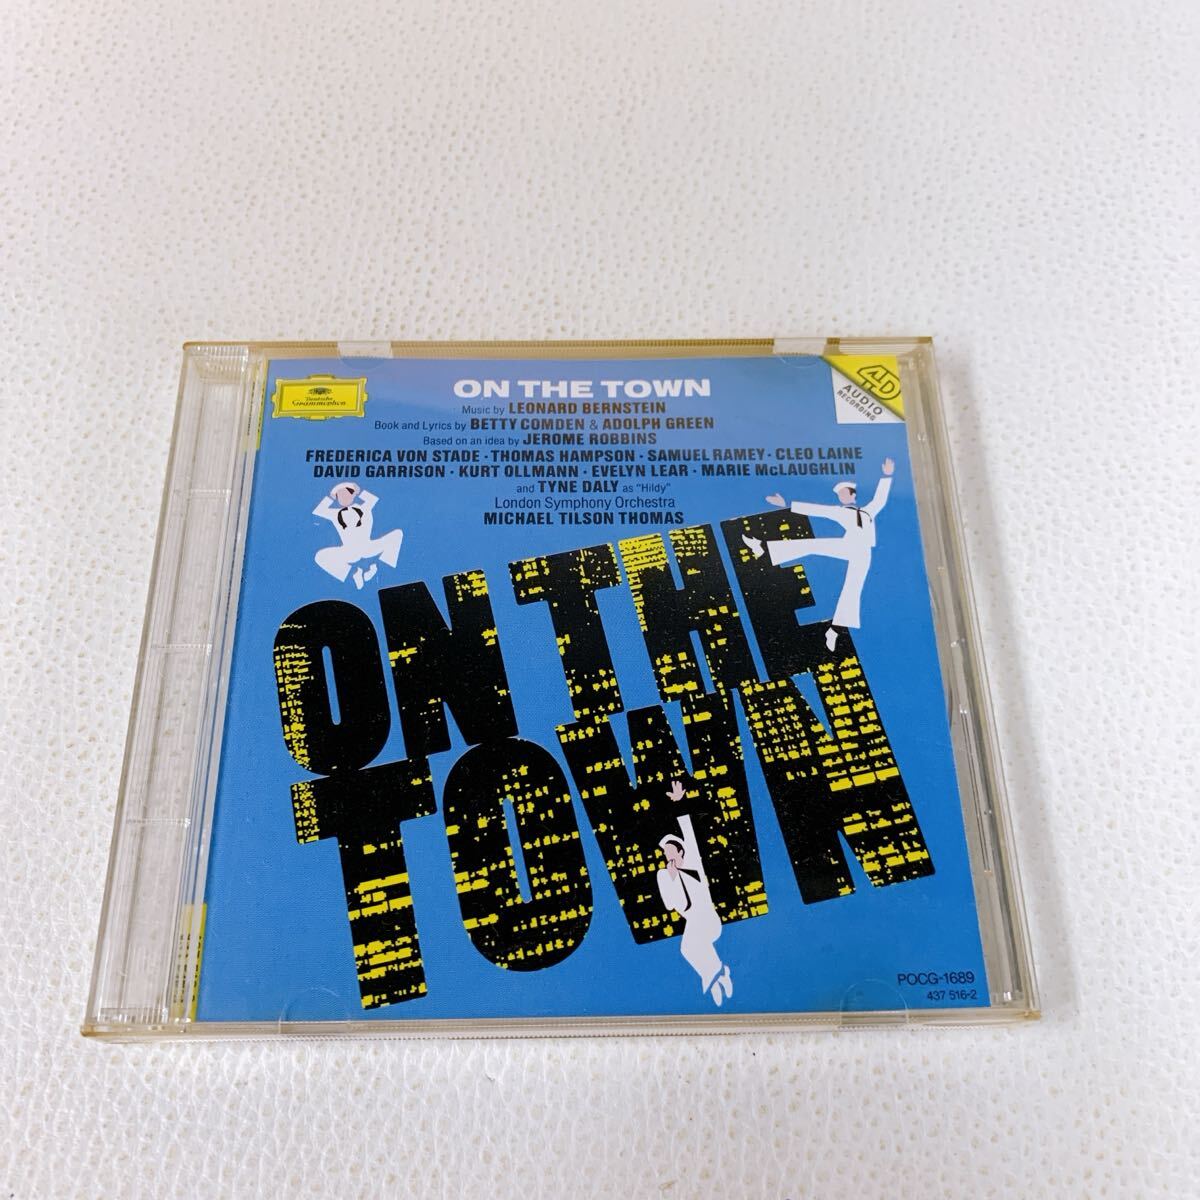 Deutsche
Grammophon
4D
AUDIO
RECORDING
ON THE TOWN
Music by LEONARD BERNSTEIN
Book and Lyrics by BETTY COMDEN & ADOLPH GREEN
Based on an idea by JEROME ROBBINS
FREDERICA VON STADE · THOMAS HAMPSON · SAMUEL RAMEY · CLEO LAINE
DAVID GARRISON · KURT OLLMANN · EVELYN LEAR · MARIE McLAUGHLIN
and TYNE DALY as "Hildy"
London Symphony Orchestra
MICHAEL TILSON THOMAS
ON THE
TOWN
POCG-1689
437 516-2